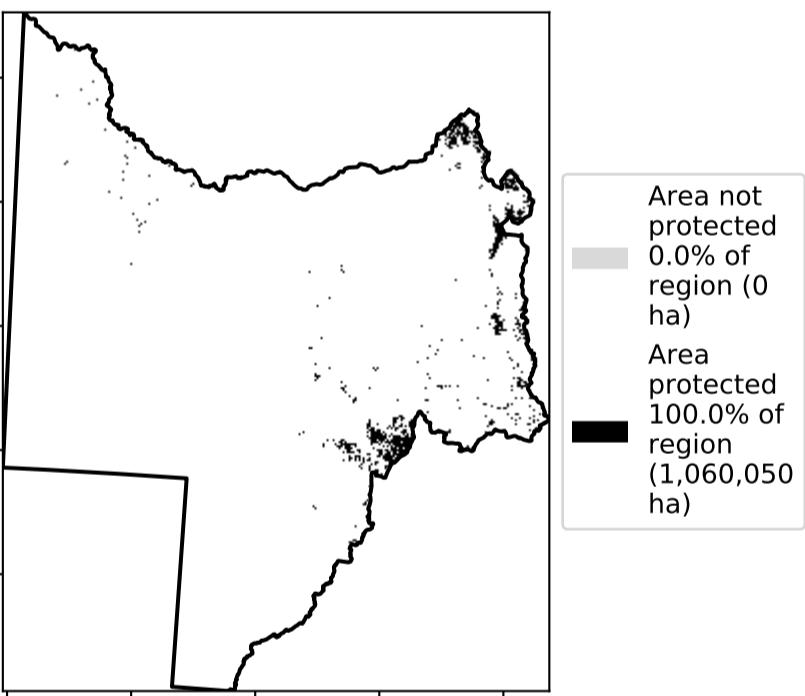 Area not
protected
0.0% of
region (0
ha)
Area
protected
100.0% of
region
(1,060,050
ha)